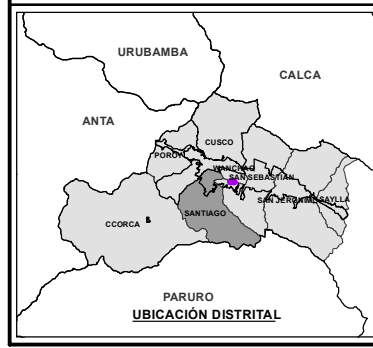 URUBAMBA
CALCA
ANTA
CUSCO
POROY
WANCHAQ
SAN SEBASTIAN
SAN JERONIMO
SAYLLA
CCORCA
SANTIAGO
PARURO
UBICACIÓN DISTRITAL